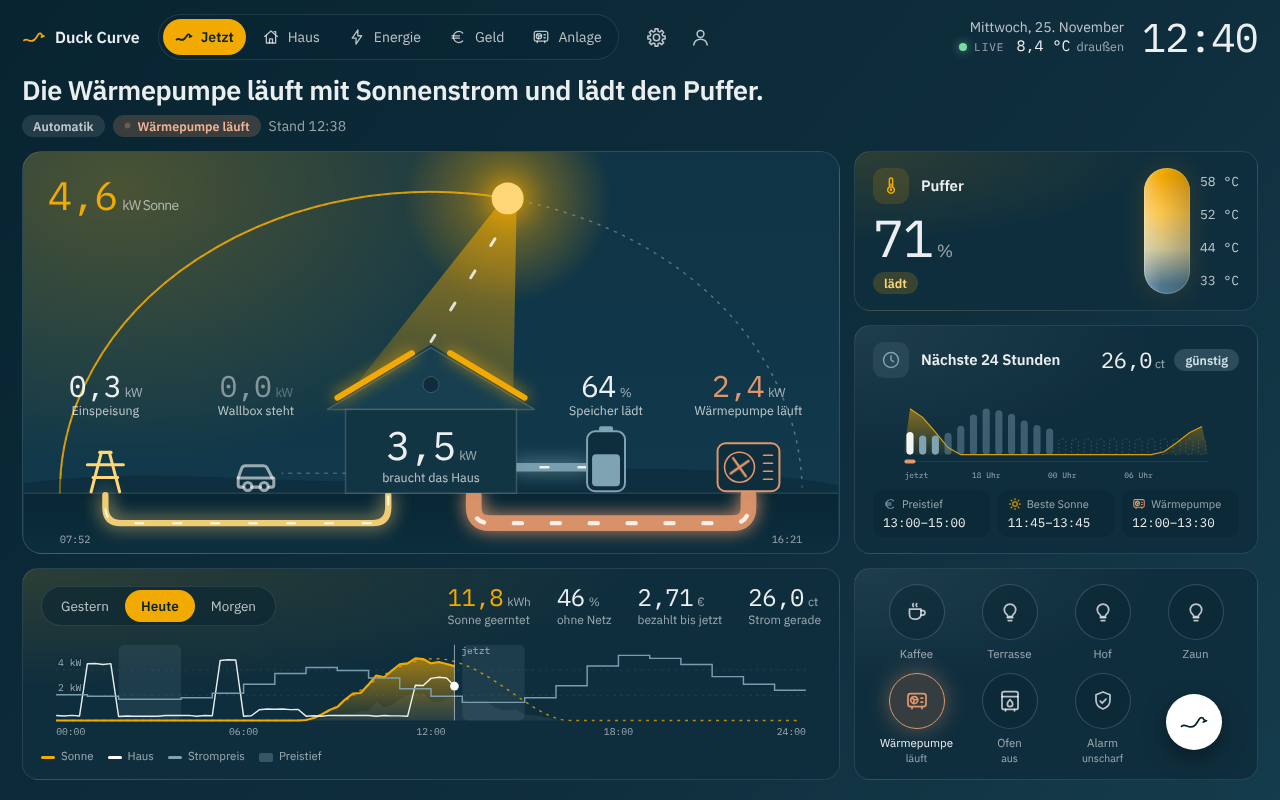 Duck Curve
Jetzt
Haus
Energie
Geld
Anlage
Mittwoch, 25. November
LIVE 8,4 °C draußen
12:40
Die Wärmepumpe läuft mit Sonnenstrom und lädt den Puffer.
Automatik
Wärmepumpe läuft
Stand 12:38
4,6 kW Sonne
0,3 kW
Einspeisung
0,0 kW
Wallbox steht
3,5 kW
braucht das Haus
64 %
Speicher lädt
2,4 kW
Wärmepumpe läuft
07:52
16:21
Puffer
71 %
lädt
58 °C
52 °C
44 °C
33 °C
Nächste 24 Stunden
26,0 ct
günstig
jetzt
18 Uhr
00 Uhr
06 Uhr
Preistief
13:00–15:00
Beste Sonne
11:45–13:45
Wärmepumpe
12:00–13:30
Gestern
Heute
Morgen
11,8 kWh
Sonne geerntet
46 %
ohne Netz
2,71 €
bezahlt bis jetzt
26,0 ct
Strom gerade
4 kW
2 kW
jetzt
00:00
06:00
12:00
18:00
24:00
Sonne
Haus
Strompreis
Preistief
Kaffee
Terrasse
Hof
Zaun
Wärmepumpe
läuft
Ofen
aus
Alarm
unscharf